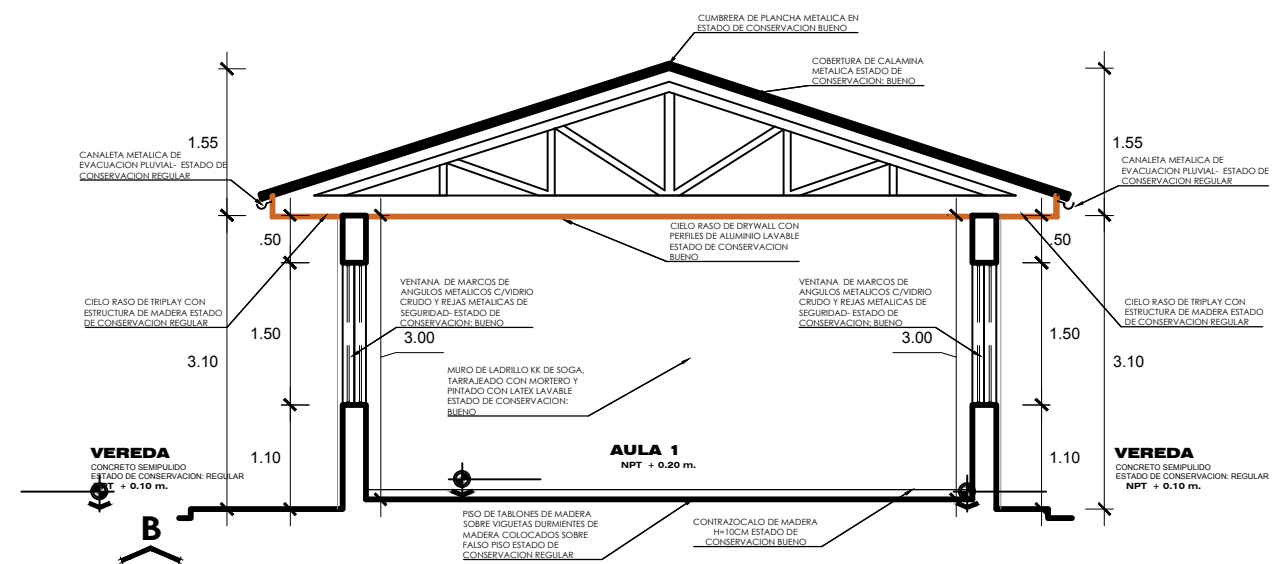 CUMBRERA DE PLANCHA METALICA EN
ESTADO DE CONSERVACION BUENO
COBERTURA DE CALAMINA
METALICA ESTADO DE
CONSERVACION: BUENO
1.55
1.55
CANALETA METALICA DE
EVACUACION PLUVIAL- ESTADO DE
CONSERVACION REGULAR
CANALETA METALICA DE
EVACUACION PLUVIAL- ESTADO DE
CONSERVACION REGULAR
.50
CIELO RASO DE DRYWALL CON
PERFILES DE ALUMINIO LAVABLE
ESTADO DE CONSERVACION
BUENO
.50
CIELO RASO DE TRIPLAY CON
ESTRUCTURA DE MADERA ESTADO
DE CONSERVACION REGULAR
VENTANA DE MARCOS DE
ANGULOS METALICOS C/VIDRIO
CRUDO Y REJAS METALICAS DE
SEGURIDAD- ESTADO DE
CONSERVACION: BUENO
VENTANA DE MARCOS DE
ANGULOS METALICOS C/VIDRIO
CRUDO Y REJAS METALICAS DE
SEGURIDAD- ESTADO DE
CONSERVACION: BUENO
CIELO RASO DE TRIPLAY CON
ESTRUCTURA DE MADERA ESTADO
DE CONSERVACION REGULAR
1.50
3.00
3.00
1.50
3.10
3.10
MURO DE LADRILLO KK DE SOGA,
TARRAJEADO CON MORTERO Y
PINTADO CON LATEX LAVABLE
ESTADO DE CONSERVACION:
BUENO
VEREDA
CONCRETO SEMIPULIDO
ESTADO DE CONSERVACION: REGULAR
NPT + 0.10 m.
1.10
AULA 1
NPT + 0.20 m.
1.10
VEREDA
CONCRETO SEMIPULIDO
ESTADO DE CONSERVACION: REGULAR
NPT + 0.10 m.
B
PISO DE TABLONES DE MADERA
SOBRE VIGUETAS DURMIENTES DE
MADERA COLOCADOS SOBRE
FALSO PISO ESTADO DE
CONSERVACION REGULAR
CONTRAZOCALO DE MADERA
H=10CM ESTADO DE
CONSERVACION BUENO